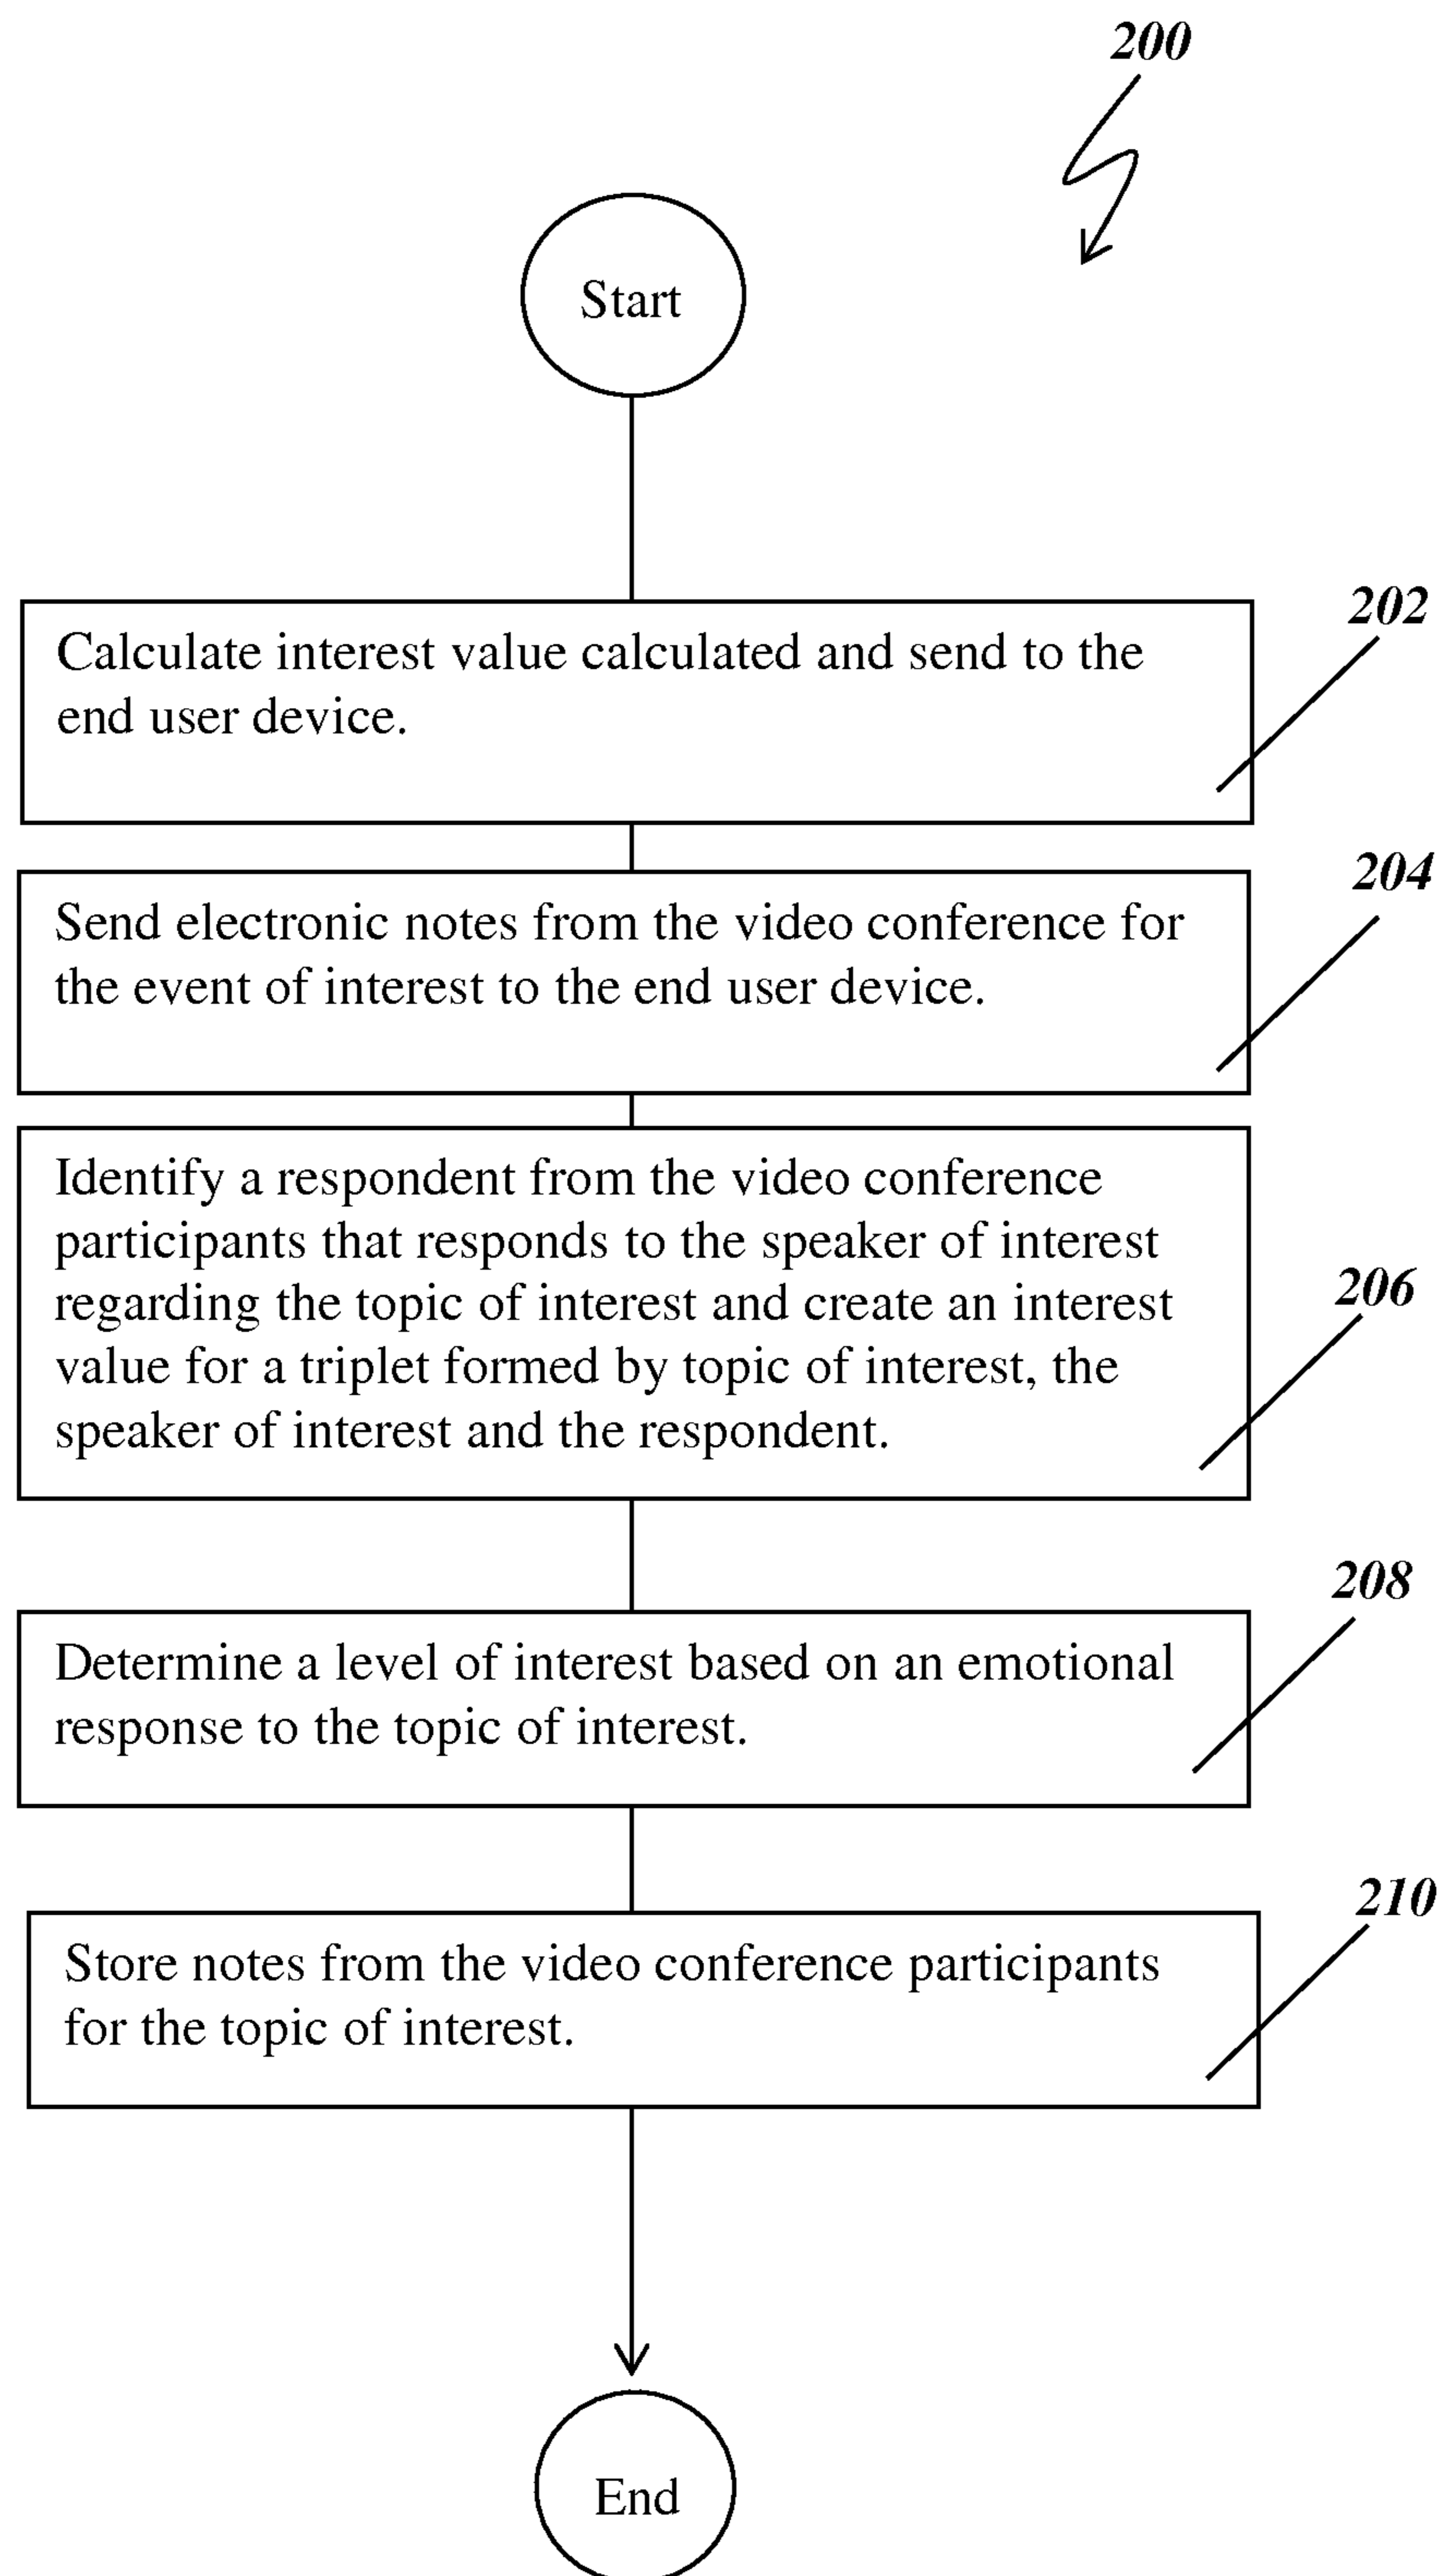 200
Start
202
Calculate interest value calculated and send to the
end user device.
204
Send electronic notes from the video conference for
the event of interest to the end user device.
Identify a respondent from the video conference
participants that responds to the speaker of interest
regarding the topic of interest and create an interest
206
value for a triplet formed by topic of interest, the
speaker of interest and the respondent.
208
Determine a level of interest based on an emotional
response to the topic of interest.
210
Store notes from the video conference participants
for the topic of interest.
End